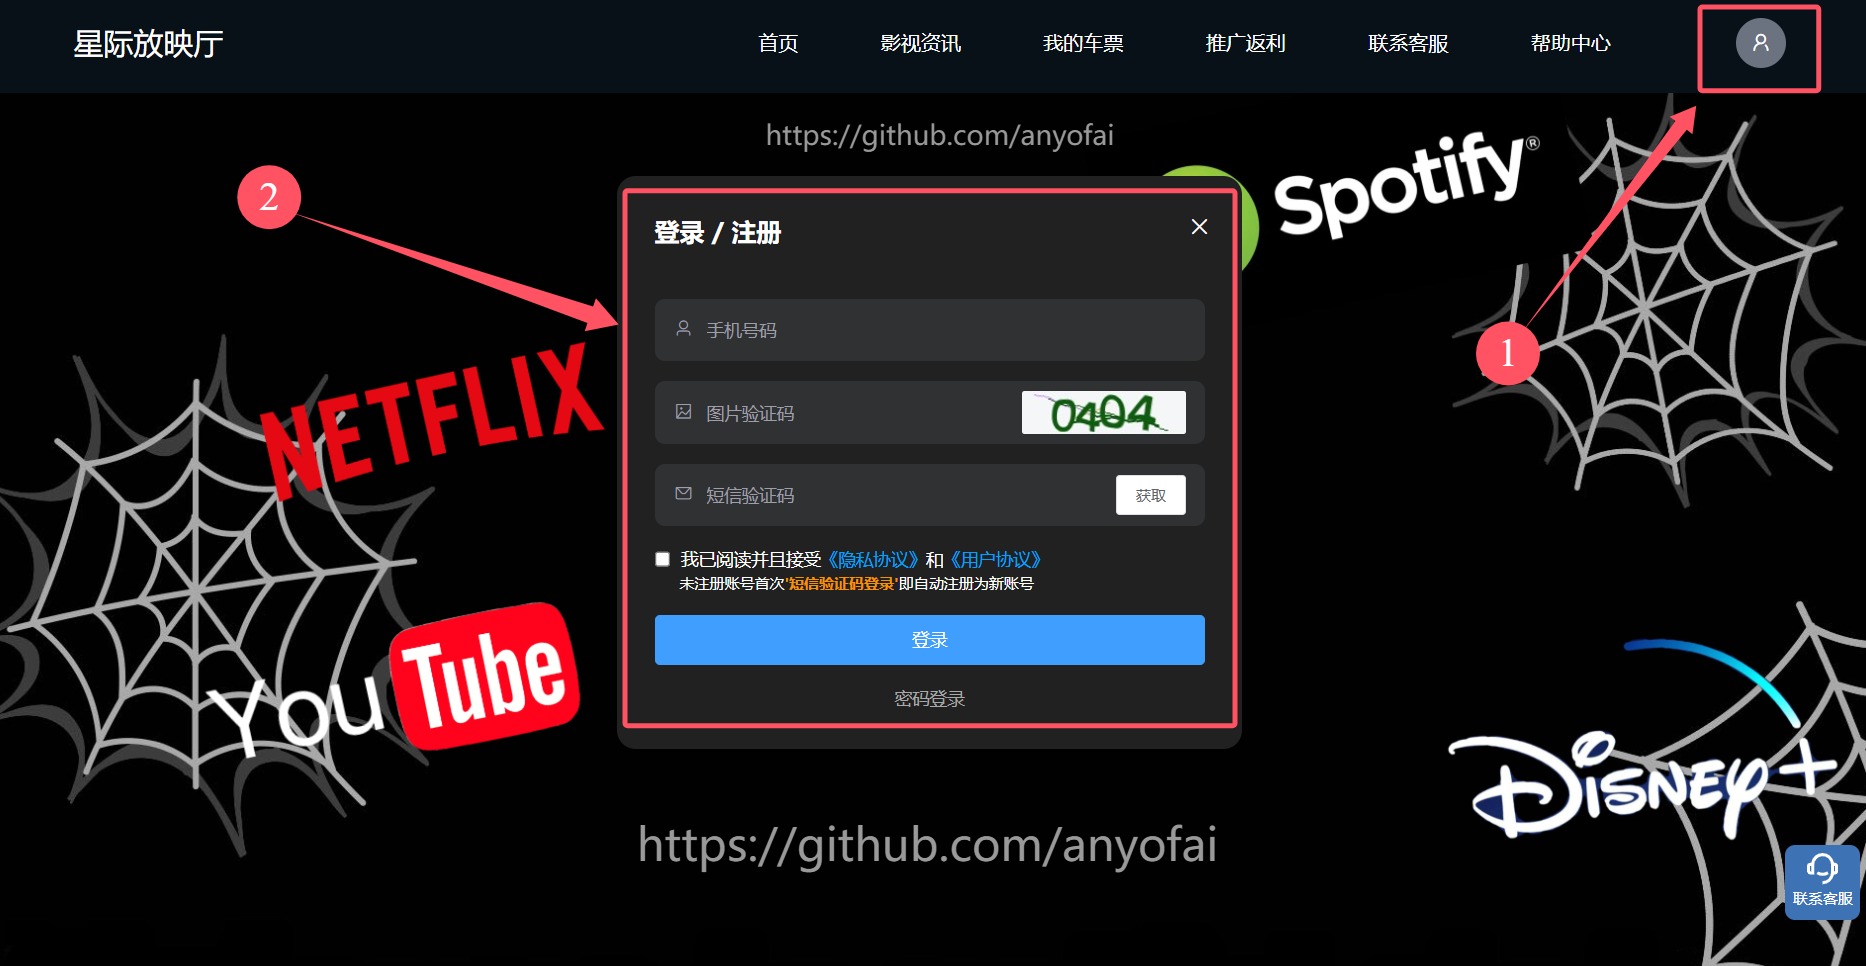 星际放映厅
首页 影视资讯 我的车票 推广返利 联系客服 帮助中心
https://github.com/anyofai
Spotify®
2
登录 / 注册
手机号码
1
NETFLIX
图片验证码 0404
短信验证码 获取
我已阅读并且接受《隐私协议》和《用户协议》
未注册账号首次'短信验证码登录'即自动注册为新账号
登录
YouTube
密码登录
DISNEY+
https://github.com/anyofai
联系客服